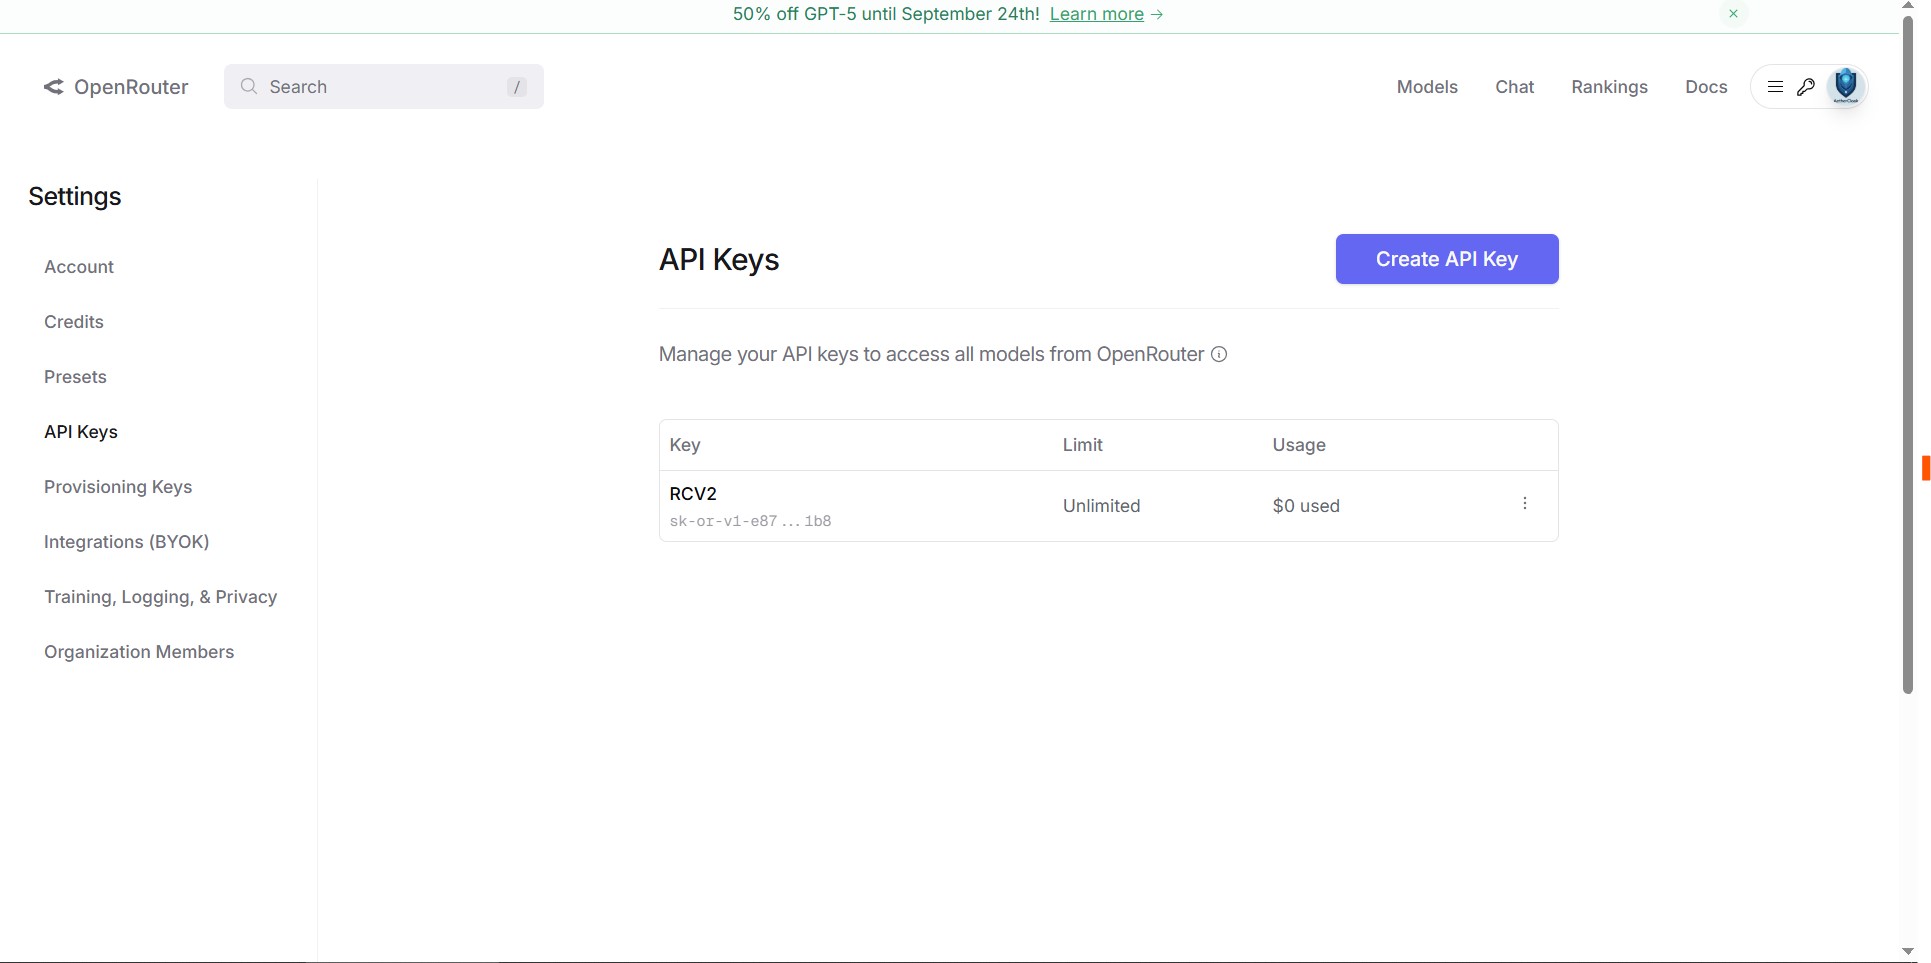 50% off GPT-5 until September 24th! Learn more →
OpenRouter
Search /
Models Chat Rankings Docs
Settings
Account
Credits
Presets
API Keys
Provisioning Keys
Integrations (BYOK)
Training, Logging, & Privacy
Organization Members
API Keys
Create API Key
Manage your API keys to access all models from OpenRouter
Key Limit Usage
RCV2
sk-or-v1-e87...1b8
Unlimited $0 used